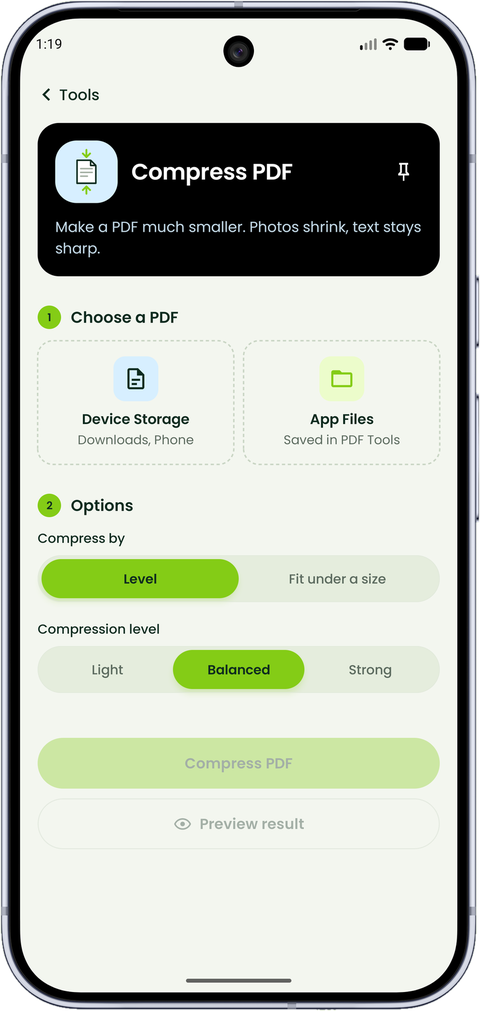 1:19
Tools
Compress PDF
Make a PDF much smaller. Photos shrink, text stays
sharp.
1 Choose a PDF
Device Storage
Downloads, Phone
App Files
Saved in PDF Tools
2 Options
Compress by
Level
Fit under a size
Compression level
Light
Balanced
Strong
Compress PDF
Preview result